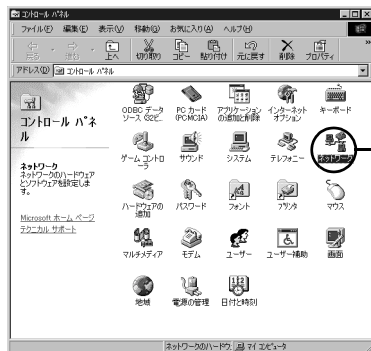 コントロール パネル
ファイル(F) 編集(E) 表示(V) 移動(G) お気に入り(A) ヘルプ(H)
戻る 進む 上へ 切り取り コピー 貼り付け 元に戻す 削除 プロパティ
アドレス(D) コントロール パネル
コントロール パネ
ル
ネットワーク
ネットワークのハードウェア
とソフトウェアを設定しま
す。
Microsoft ホーム ページ
テクニカル サポート
ODBC データ
ソース (32ビ...
PC カード
(PCMCIA)
アプリケーション
の追加と削除
インターネット
オプション
キーボード
ゲーム コントロ
ーラ
サウンド
システム
テレフォニー
ネットワーク
ハードウェアの
追加
パスワード
フォント
プリンタ
マウス
マルチメディア
モデム
ユーザー
ユーザー補助
画面
地域
電源の管理
日付と時刻
ネットワークのハードウ: マイ コンピュータ